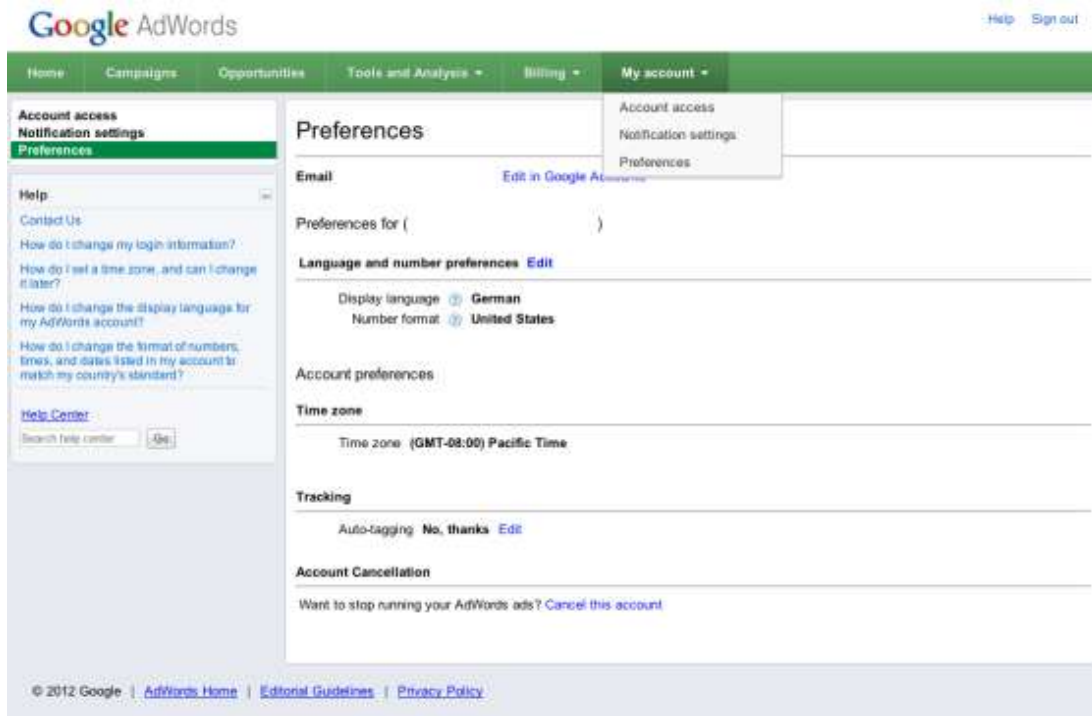 Google AdWords
Help Sign out
Home Campaigns Opportunities Tools and Analysis Billing My account
Account access
Notification settings
Preferences
Account access
Notification settings
Preferences
Help
Contact Us
How do I change my login information?
How do I set a time zone, and can I change
it later?
How do I change the display language for
my AdWords account?
How do I change the format of numbers,
times, and dates listed in my account to
match my country's standard?
Help Center
Search help center Go
Preferences
Email Edit in Google
Preferences for ( )
Language and number preferences Edit
Display language ? German
Number format ? United States
Account preferences
Time zone
Time zone (GMT-08:00) Pacific Time
Tracking
Auto-tagging No, thanks Edit
Account Cancellation
Want to stop running your AdWords ads? Cancel this account
© 2012 Google | AdWords Home | Editorial Guidelines | Privacy Policy